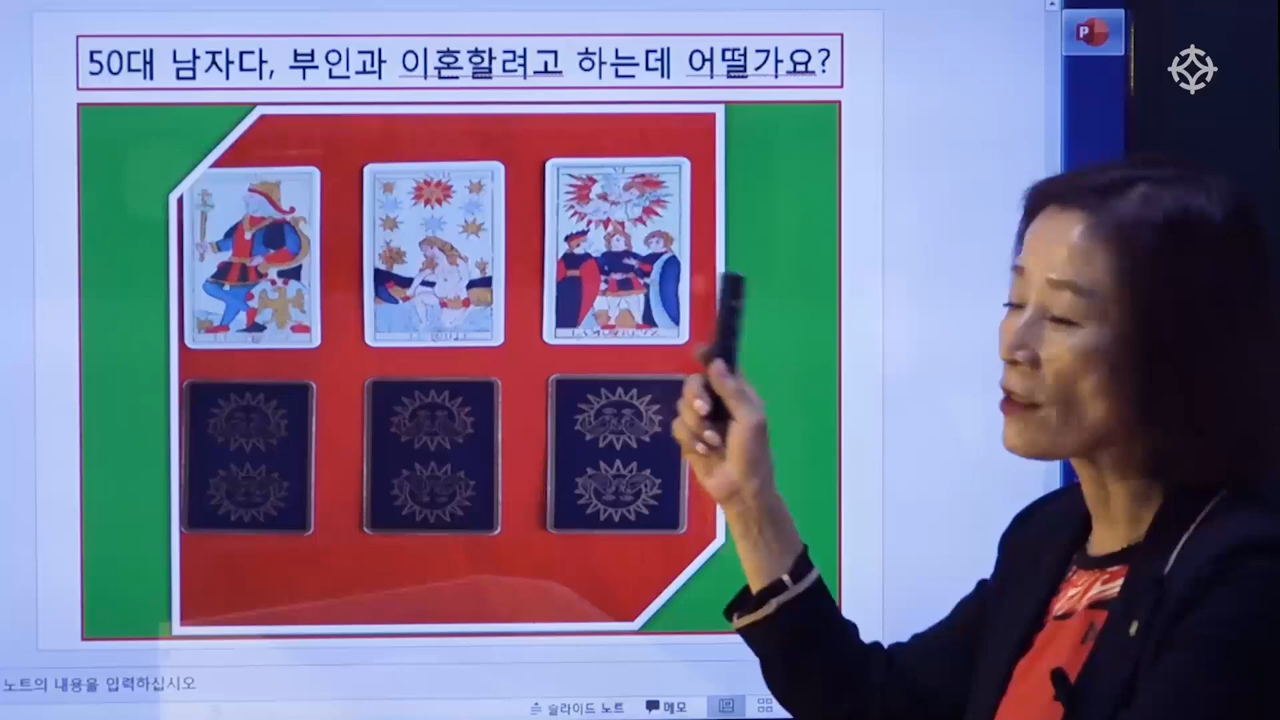 50대 남자다, 부인과 이혼할려고 하는데 어떨가요?
P
노트의 내용을 입력하십시오
슬라이드 노트 메모